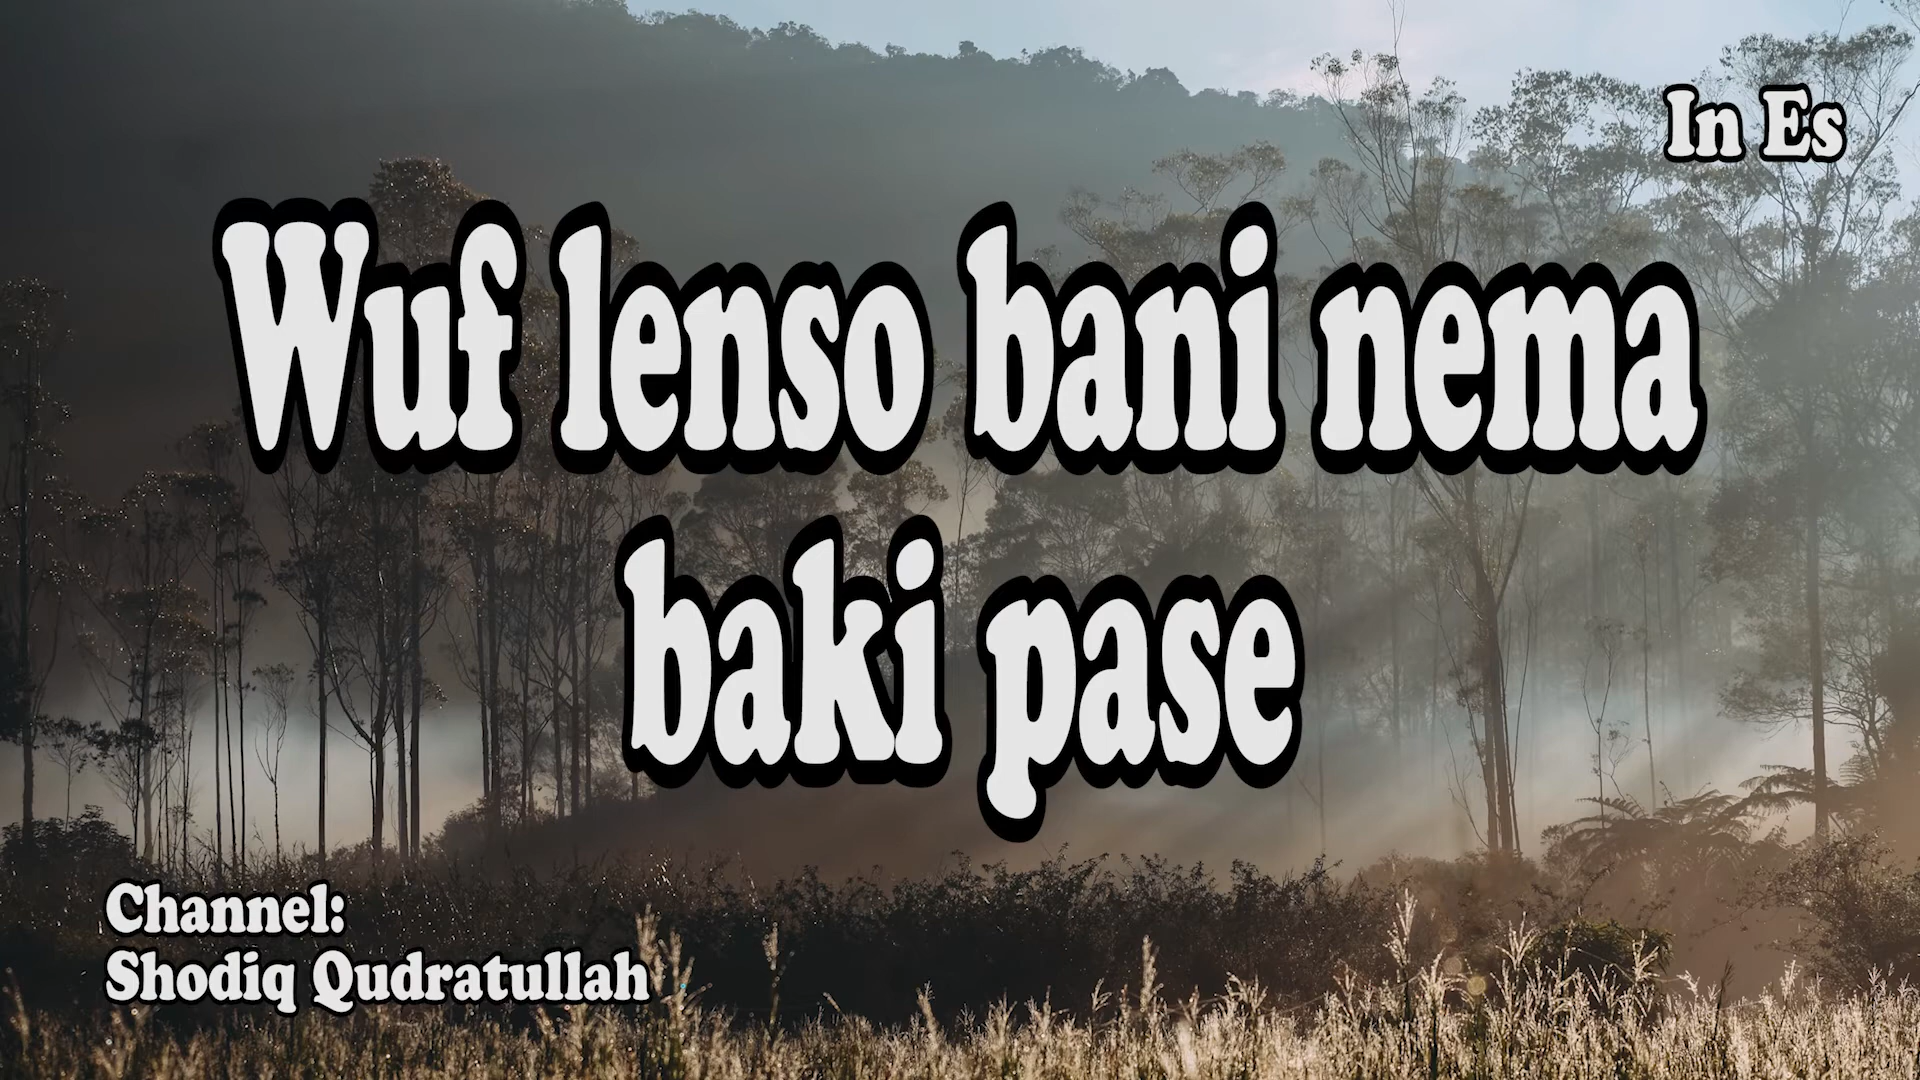 In Es
Wuf lenso bani nema
baki pase
Channel:
Shodiq Qudratullah